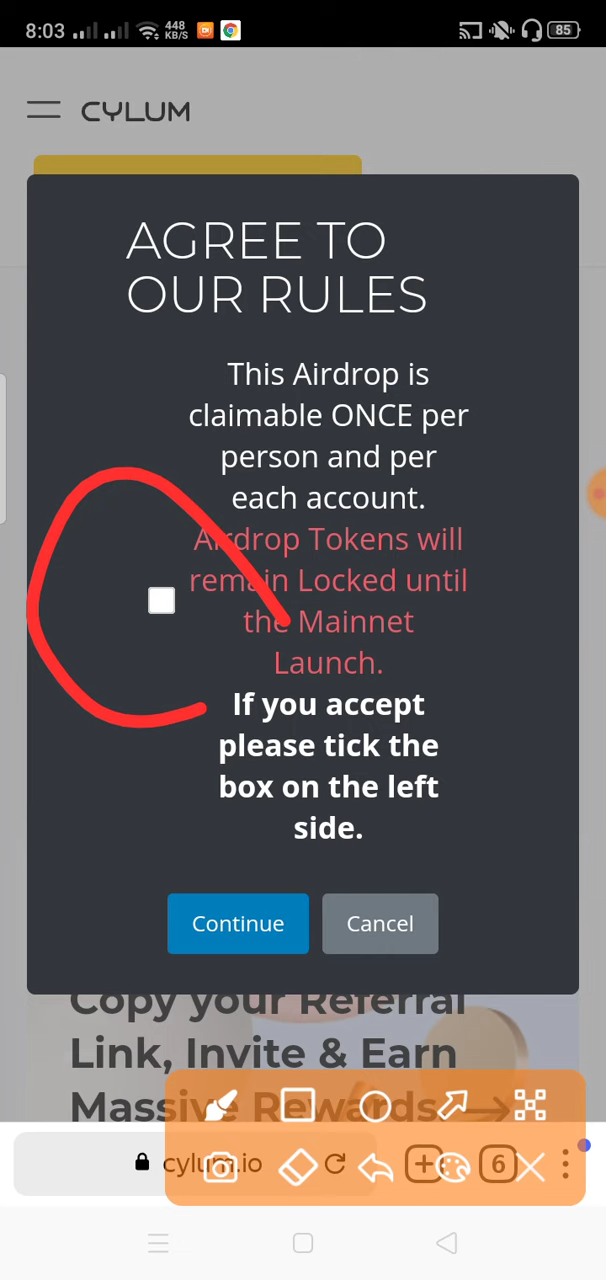 8:03
448
KB/S
85
CYLUM
AGREE TO
OUR RULES
This Airdrop is
claimable ONCE per
person and per
each account.
Airdrop Tokens will
remain Locked until
the Mainnet
Launch.
If you accept
please tick the
box on the left
side.
Continue
Cancel
Copy your Referral
Link, Invite & Earn
Massive Rewards
cylum.io
6